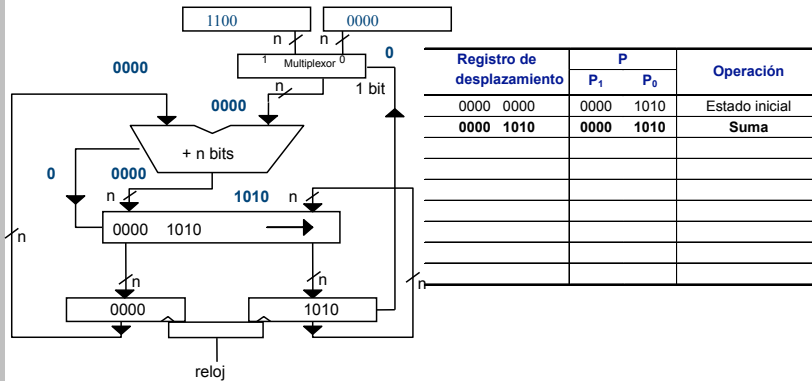 1100 0000
n n
0
1 Multiplexor 0
0000
n
1 bit
0000
+ n bits
0 0000
n
1010
n
0000 1010
n
n
n
n
n
0000
1010
reloj
Registro de desplazamiento P Operación
P1 P0
0000 0000 0000 1010 Estado inicial
0000 1010 0000 1010 Suma